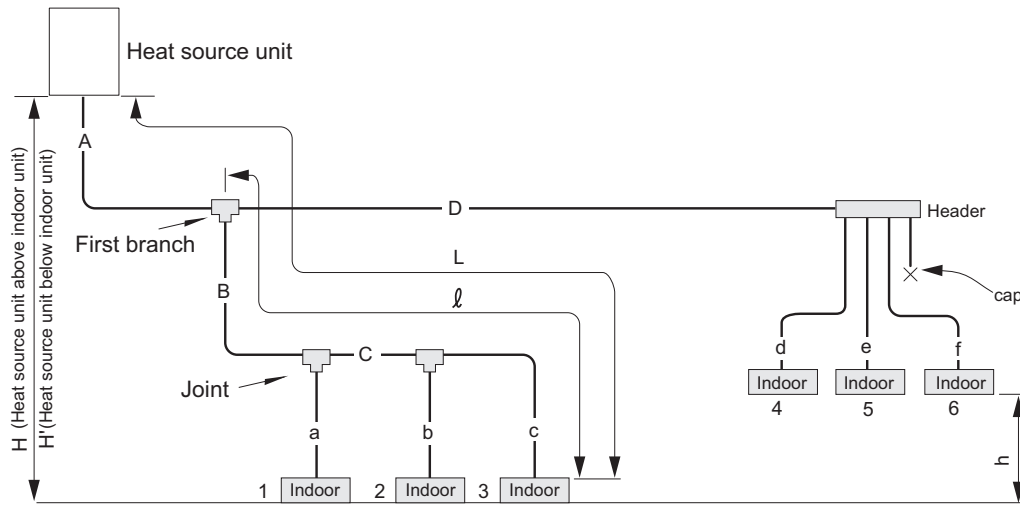 Heat source unit
A
H (Heat source unit above indoor unit)
H'(Heat source unit below indoor unit)
D
Header
First branch
L
B
ℓ
cap
C
d
e
f
Joint
Indoor
Indoor
Indoor
4
5
6
a
b
c
h
1
Indoor
2
Indoor
3
Indoor